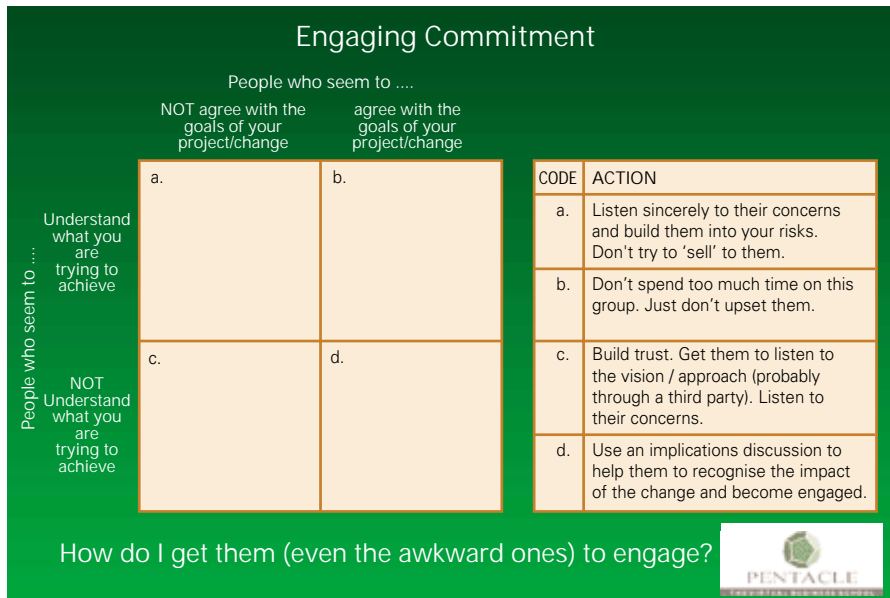 Engaging Commitment
People who seem to ....
NOT agree with the
goals of your
project/change
agree with the
goals of your
project/change
People who seem to ....
Understand
what you
are
trying to
achieve
NOT
Understand
what you
are
trying to
achieve
a.
b.
c.
d.
CODE ACTION
a. Listen sincerely to their concerns
and build them into your risks.
Don't try to ‘sell’ to them.
b. Don’t spend too much time on this
group. Just don’t upset them.
c. Build trust. Get them to listen to
the vision / approach (probably
through a third party). Listen to
their concerns.
d. Use an implications discussion to
help them to recognise the impact
of the change and become engaged.
How do I get them (even the awkward ones) to engage?
PENTACLE
THE VIRTUAL BUSINESS SCHOOL